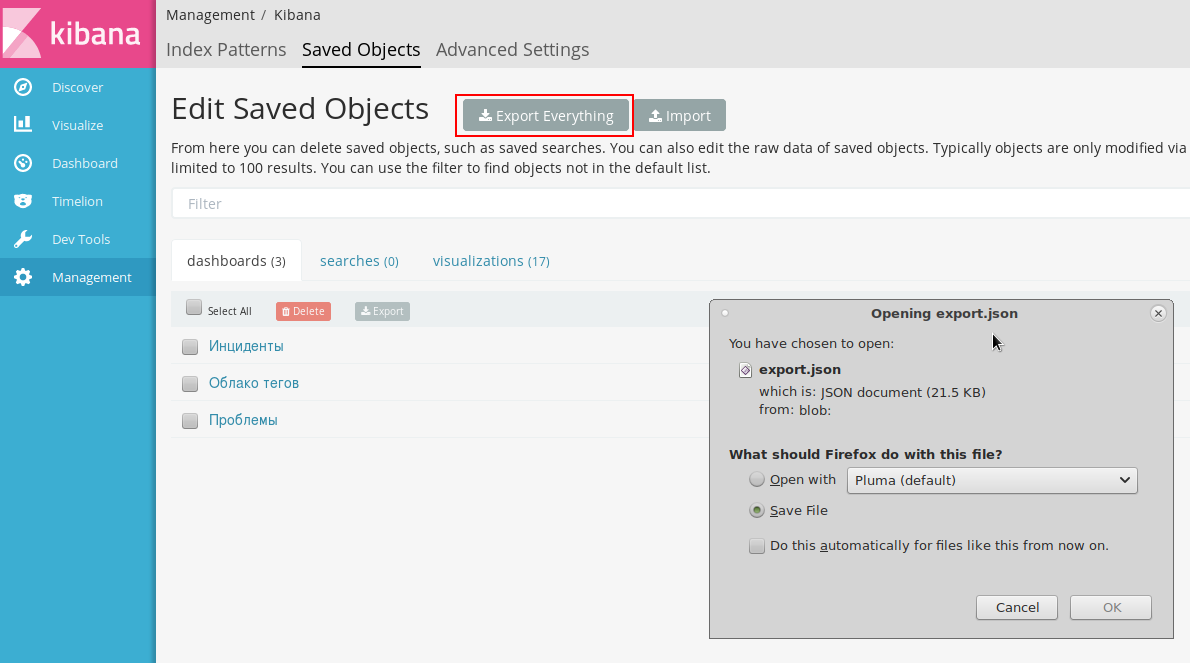 kibana
Discover
Visualize
Dashboard
Timelion
Dev Tools
Management
Management / Kibana
Index Patterns Saved Objects Advanced Settings
Edit Saved Objects Export Everything Import
From here you can delete saved objects, such as saved searches. You can also edit the raw data of saved objects. Typically objects are only modified via
limited to 100 results. You can use the filter to find objects not in the default list.
Filter
dashboards (3) searches (0) visualizations (17)
Select All Delete Export
Инциденты
Облако тегов
Проблемы
Opening export.json
You have chosen to open:
export.json
which is: JSON document (21.5 KB)
from: blob:
What should Firefox do with this file?
Open with Pluma (default)
Save File
Do this automatically for files like this from now on.
Cancel OK